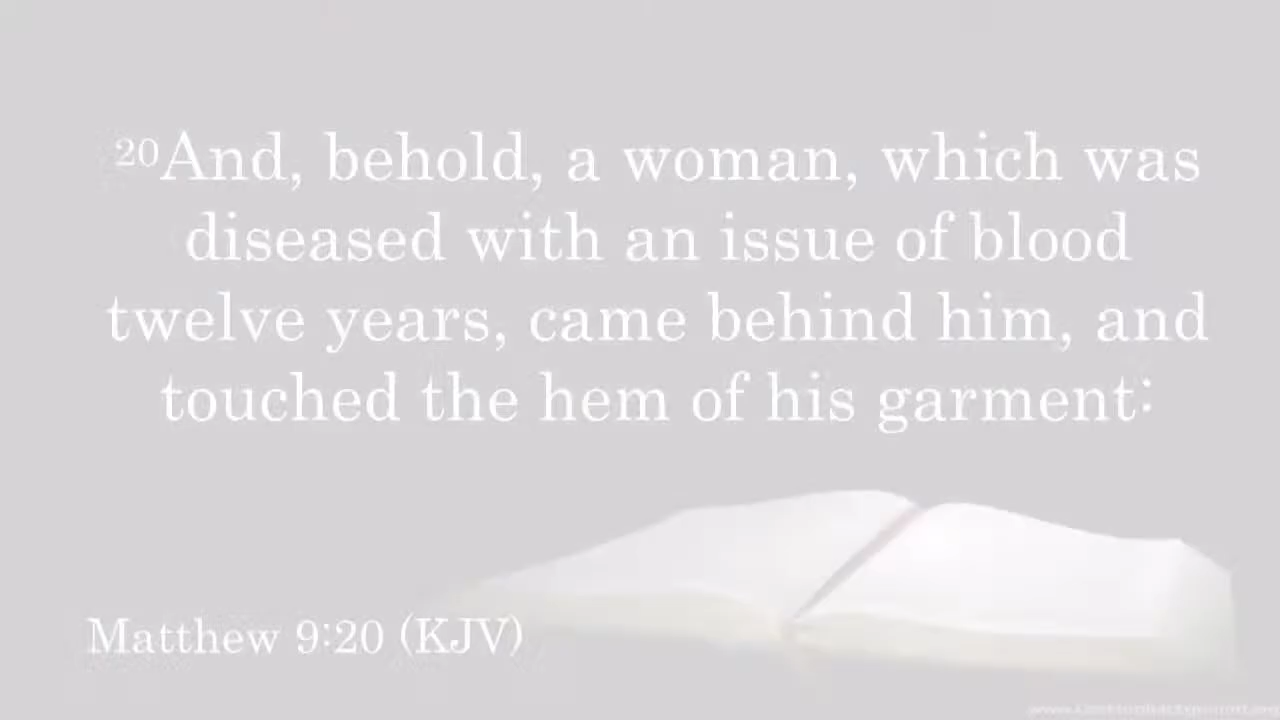 20And, behold, a woman, which was
diseased with an issue of blood
twelve years, came behind him, and
touched the hem of his garment:
Matthew 9:20 (KJV)